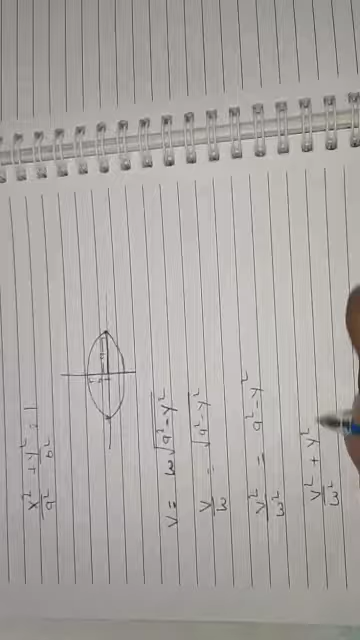 x²/a² + y²/b² = 1
V = ω√a²-y²
V/ω = √a²-y²
V²/ω² = a²-y²
V²/ω² + y²